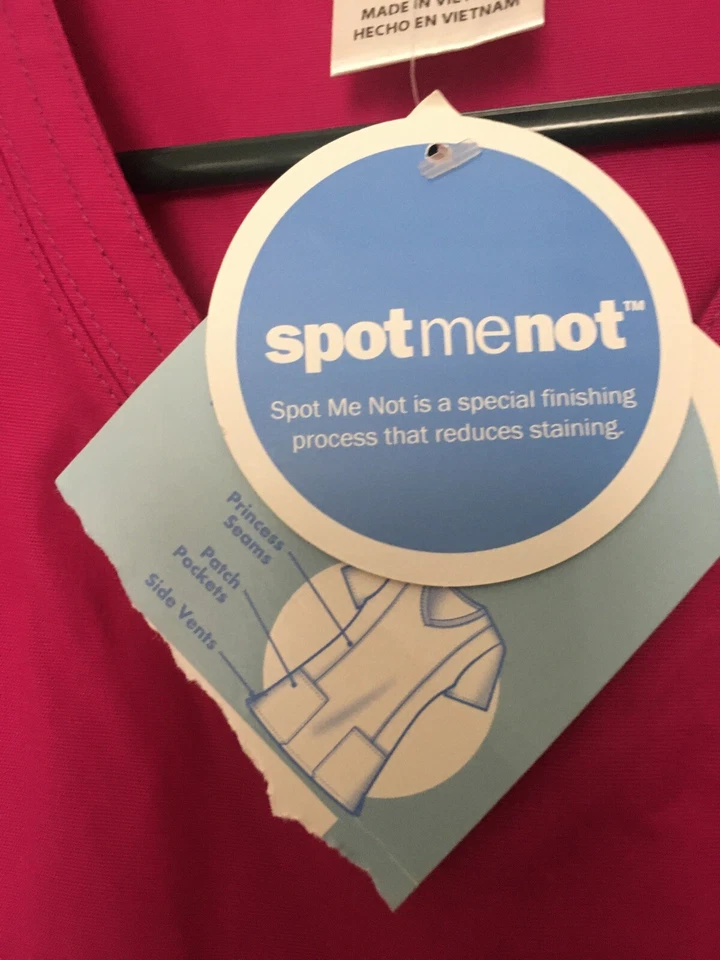 MADE IN VIETNAM
HECHO EN VIETNAM
spotmenot™
Spot Me Not is a special finishing
process that reduces staining.
Princess
Seams
Patch
Pockets
Side Vents